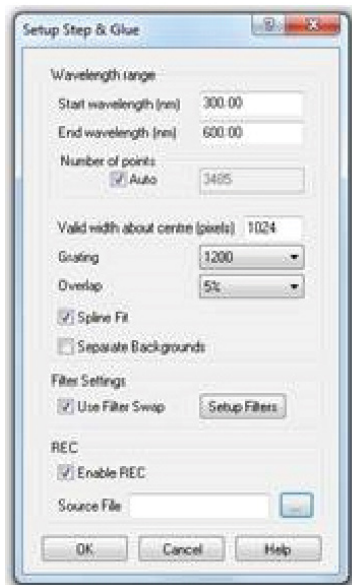 Setup Step & Glue
Wavelength range
Start wavelength (nm) 300.00
End wavelength (nm) 600.00
Number of points
Auto 3485
Valid width about centre (pixels) 1024
Grating 1200
Overlap 5%
Spline Fit
Separate Backgrounds
Filter Settings
Use Filter Swap Setup Filters
REC
Enable REC
Source File ...
OK Cancel Help